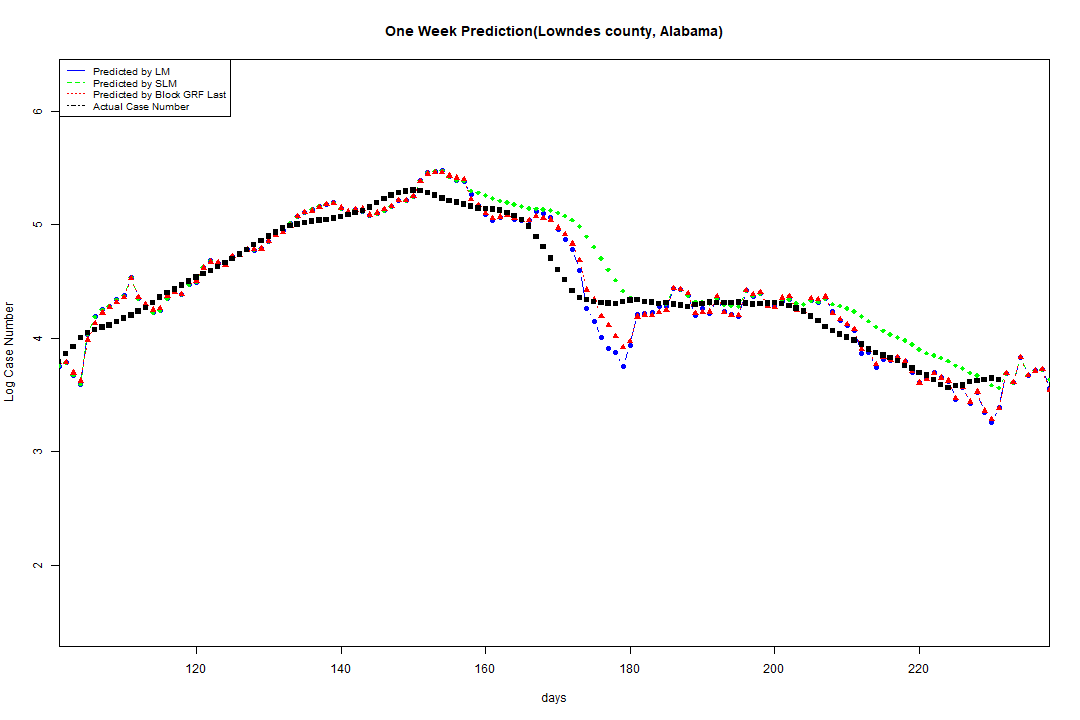 One Week Prediction(Lowndes county, Alabama)
Predicted by LM
Predicted by SLM
Predicted by Block GRF Last
Actual Case Number
6
5
4
3
2
Log Case Number
120 140 160 180 200 220
days